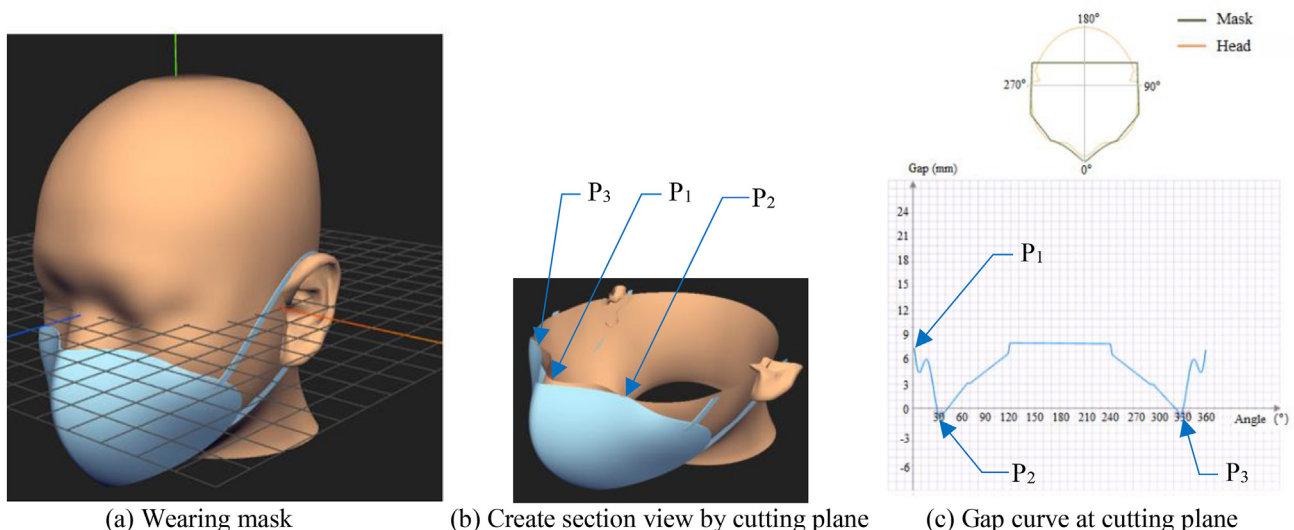 180°
Mask
Head
270°
90°
0°
Gap (mm)
P3
P1
P2
24
21
18
P1
15
12
9
6
3
0
30 60 90 120 150 180 210 240 270 300 330 360 Angle (°)
-3
-6
P2
P3
(a) Wearing mask
(b) Create section view by cutting plane
(c) Gap curve at cutting plane